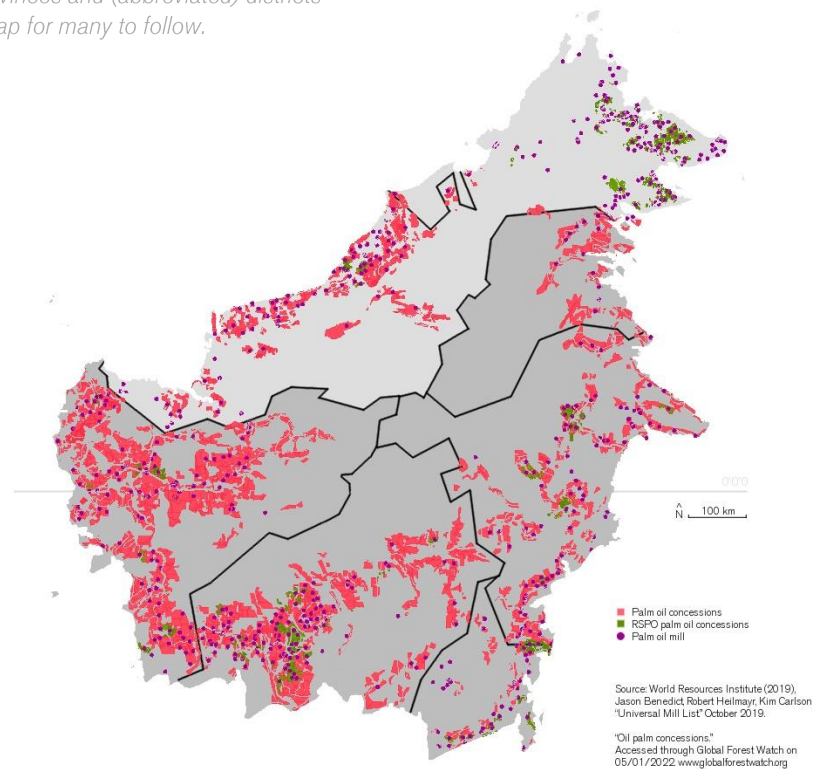 (abbreviated) districts
ap for many to follow.
0'0'0
N
100 km
Palm oil concessions
RSPO palm oil concessions
Palm oil mill
Source: World Resources Institute (2019),
Jason Benedict, Robert Heilmayr, Kim Carlson
“Universal Mill List” October 2019.
“Oil palm concessions.”
Accessed through Global Forest Watch on
05/01/2022 www.globalforestwatch.org